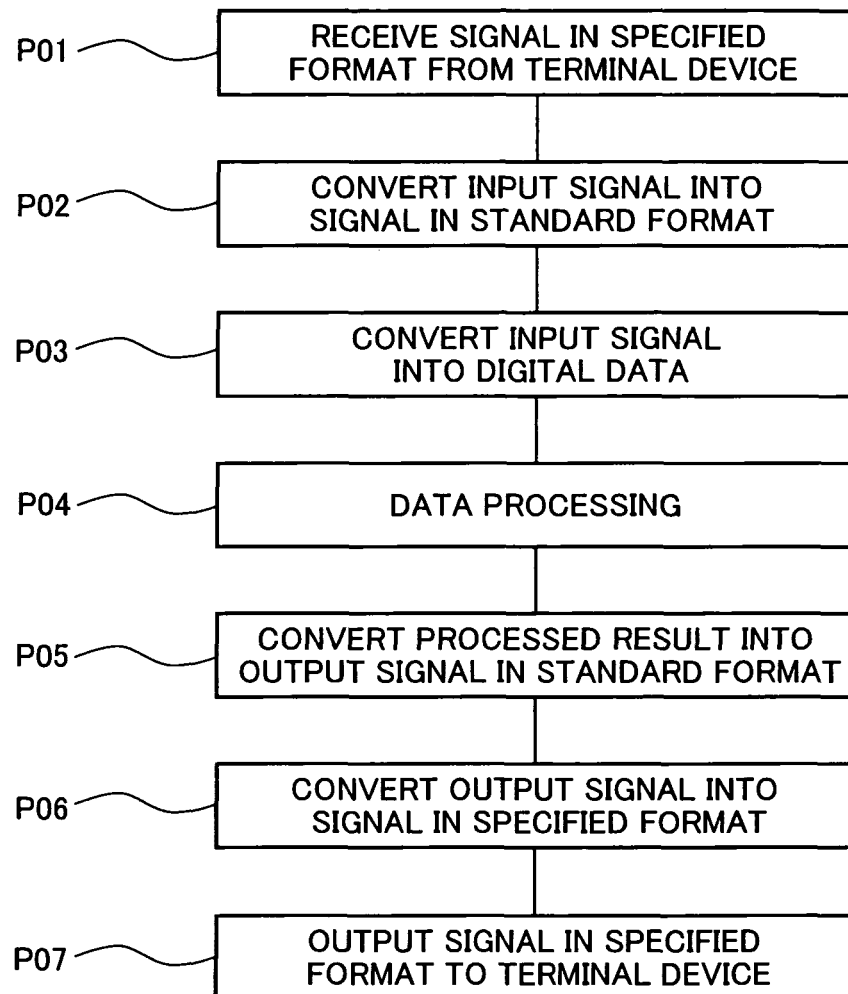 P01
RECEIVE SIGNAL IN SPECIFIED
FORMAT FROM TERMINAL DEVICE
P02
CONVERT INPUT SIGNAL INTO
SIGNAL IN STANDARD FORMAT
P03
CONVERT INPUT SIGNAL
INTO DIGITAL DATA
P04
DATA PROCESSING
P05
CONVERT PROCESSED RESULT INTO
OUTPUT SIGNAL IN STANDARD FORMAT
P06
CONVERT OUTPUT SIGNAL INTO
SIGNAL IN SPECIFIED FORMAT
P07
OUTPUT SIGNAL IN SPECIFIED
FORMAT TO TERMINAL DEVICE